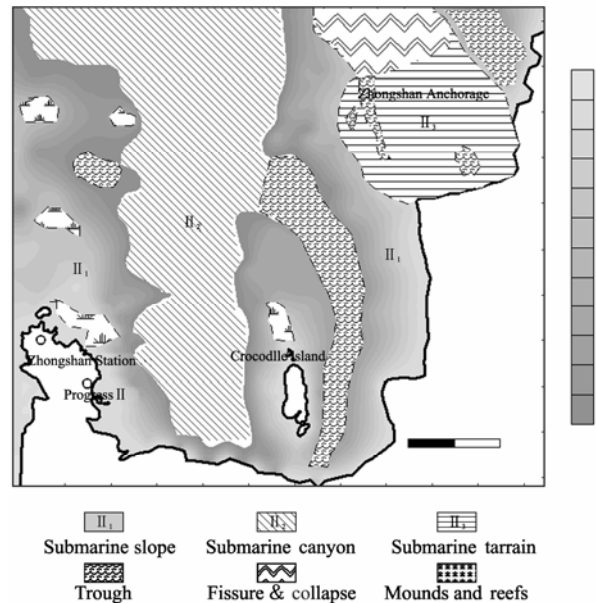 Zhongshan Anchorage
II₃
II₂
II₁
II₁
Zhongshan Station
Crocodlle Island
Progress II
II₁
II₂
II₃
Submarine slope
Submarine canyon
Submarine tarrain
Trough
Fissure & collapse
Mounds and reefs